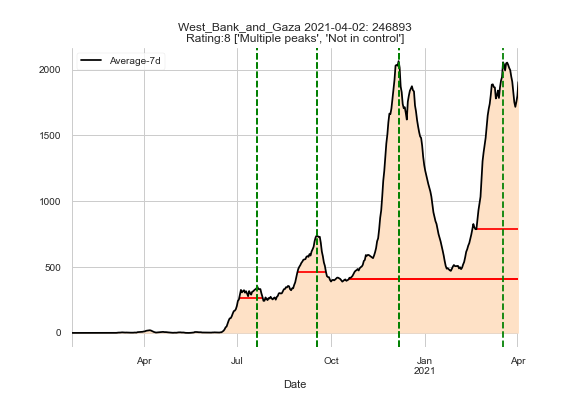 West_Bank_and_Gaza 2021-04-02: 246893
Rating:8 ['Multiple peaks', 'Not in control']
Average-7d
2000
1500
1000
500
0
Apr
Jul
Oct
Jan
2021
Apr
Date